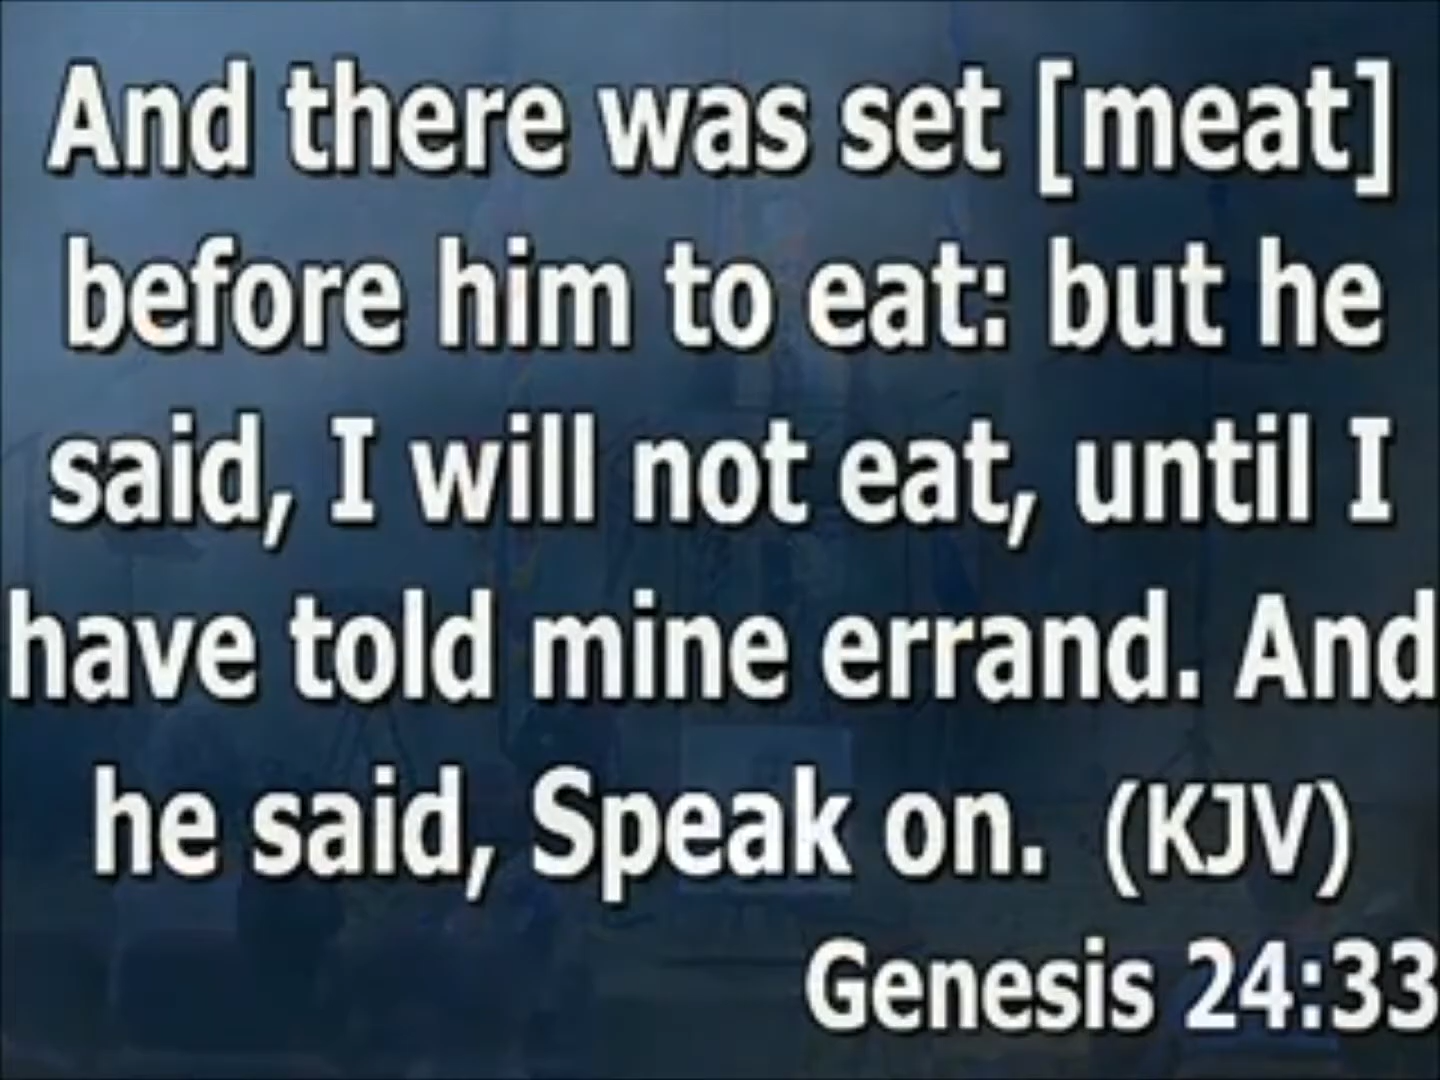 And there was set [meat]
before him to eat: but he
said, I will not eat, until I
have told mine errand. And
he said, Speak on.  (KJV)
Genesis 24:33